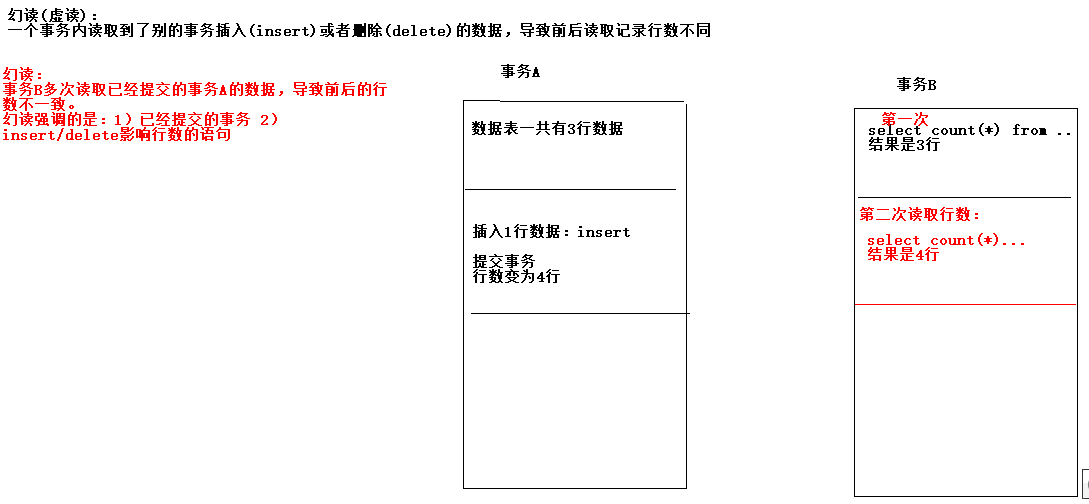 幻读(虚读):
一个事务内读取到了别的事务插入(insert)或者删除(delete)的数据，导致前后读取记录行数不同
幻读:
事务B多次读取已经提交的事务A的数据，导致前后的行
数不一致。
幻读强调的是：1）已经提交的事务 2）
insert/delete影响行数的语句
事务A
数据表一共有3行数据
插入1行数据：insert
提交事务
行数变为4行
事务B
第一次
select count(*) from ..
结果是3行
第二次读取行数：
select count(*)...
结果是4行